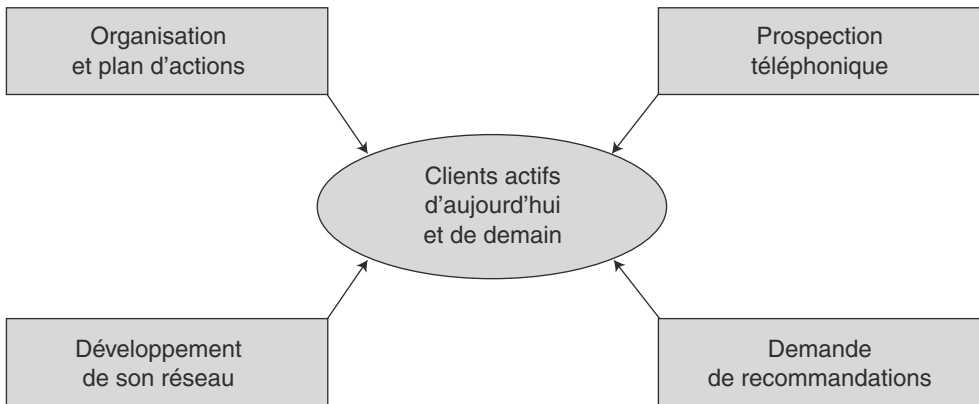 Organisation
et plan d’actions
Prospection
téléphonique
Clients actifs
d’aujourd’hui
et de demain
Développement
de son réseau
Demande
de recommandations